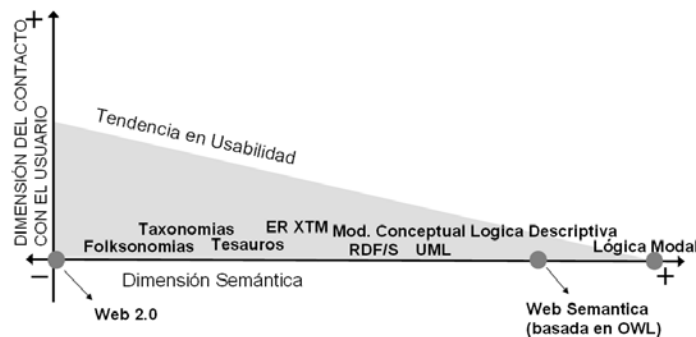 +
DIMENSIÓN DEL CONTACTO
CON EL USUARIO
Tendencia en Usabilidad
Taxonomias
ER XTM
Mod. Conceptual
Logica Descriptiva
Folksonomias
Tesauros
RDF/S
UML
Lógica Modal
−
Dimensión Semántica
+
Web 2.0
Web Semantica
(basada en OWL)